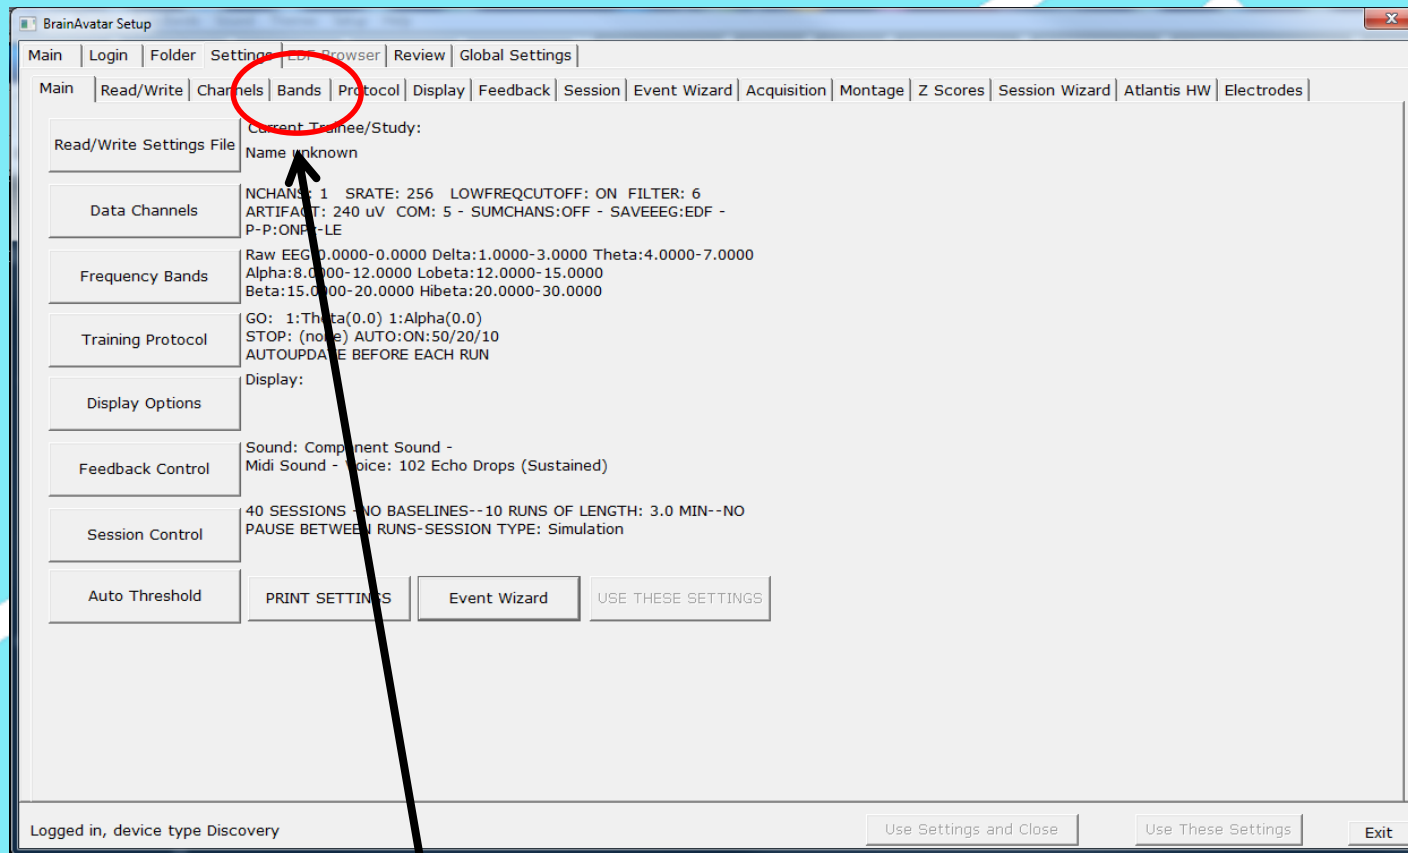 BrainAvatar Setup
x
Main Login Folder Settings EDF Browser Review Global Settings
Main Read/Write Channels Bands Protocol Display Feedback Session Event Wizard Acquisition Montage Z Scores Session Wizard Atlantis HW Electrodes
Read/Write Settings File
Current Trainee/Study:
Name unknown
Data Channels
NCHANS: 1 SRATE: 256 LOWFREQCUTOFF: ON FILTER: 6
ARTIFACT: 240 uV COM: 5 - SUMCHANS:OFF - SAVEEEG:EDF -
Frequency Bands
Raw EEG:0.0000-0.0000 Delta:1.0000-3.0000 Theta:4.0000-7.0000
Alpha:8.0000-12.0000 Lobeta:12.0000-15.0000
Beta:15.0000-20.0000 Hibeta:20.0000-30.0000
Training Protocol
GO: 1:Theta(0.0) 1:Alpha(0.0)
STOP: (none) AUTO:ON:50/20/10
AUTOUPDATE BEFORE EACH RUN
Display Options
Display:
Feedback Control
Sound: Component Sound -
Midi Sound - Voice: 102 Echo Drops (Sustained)
Session Control
40 SESSIONS -NO BASELINES--10 RUNS OF LENGTH: 3.0 MIN--NO
PAUSE BETWEEN RUNS-SESSION TYPE: Simulation
Auto Threshold
PRINT SETTINGS Event Wizard USE THESE SETTINGS
Logged in, device type Discovery
Use Settings and Close Use These Settings Exit